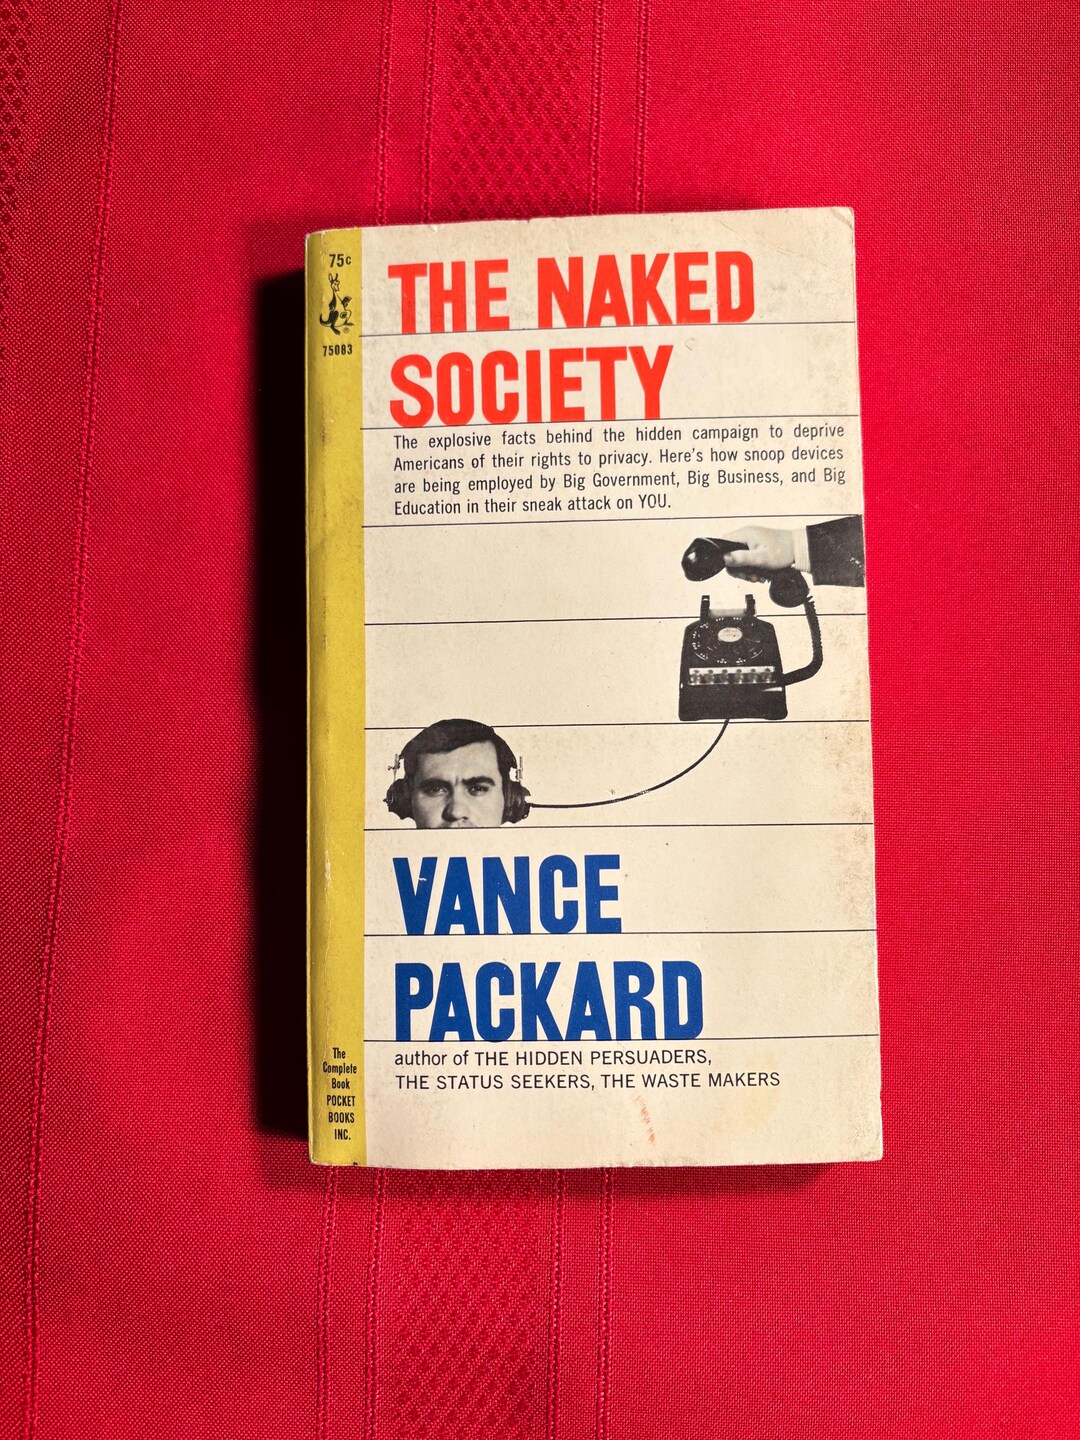 75c
75083
THE NAKED
SOCIETY
The explosive facts behind the hidden campaign to deprive
Americans of their rights to privacy. Here's how snoop devices
are being employed by Big Government, Big Business, and Big
Education in their sneak attack on YOU.
VANCE
PACKARD
author of THE HIDDEN PERSUADERS,
THE STATUS SEEKERS, THE WASTE MAKERS
The
Complete
Book
POCKET
BOOKS
INC.